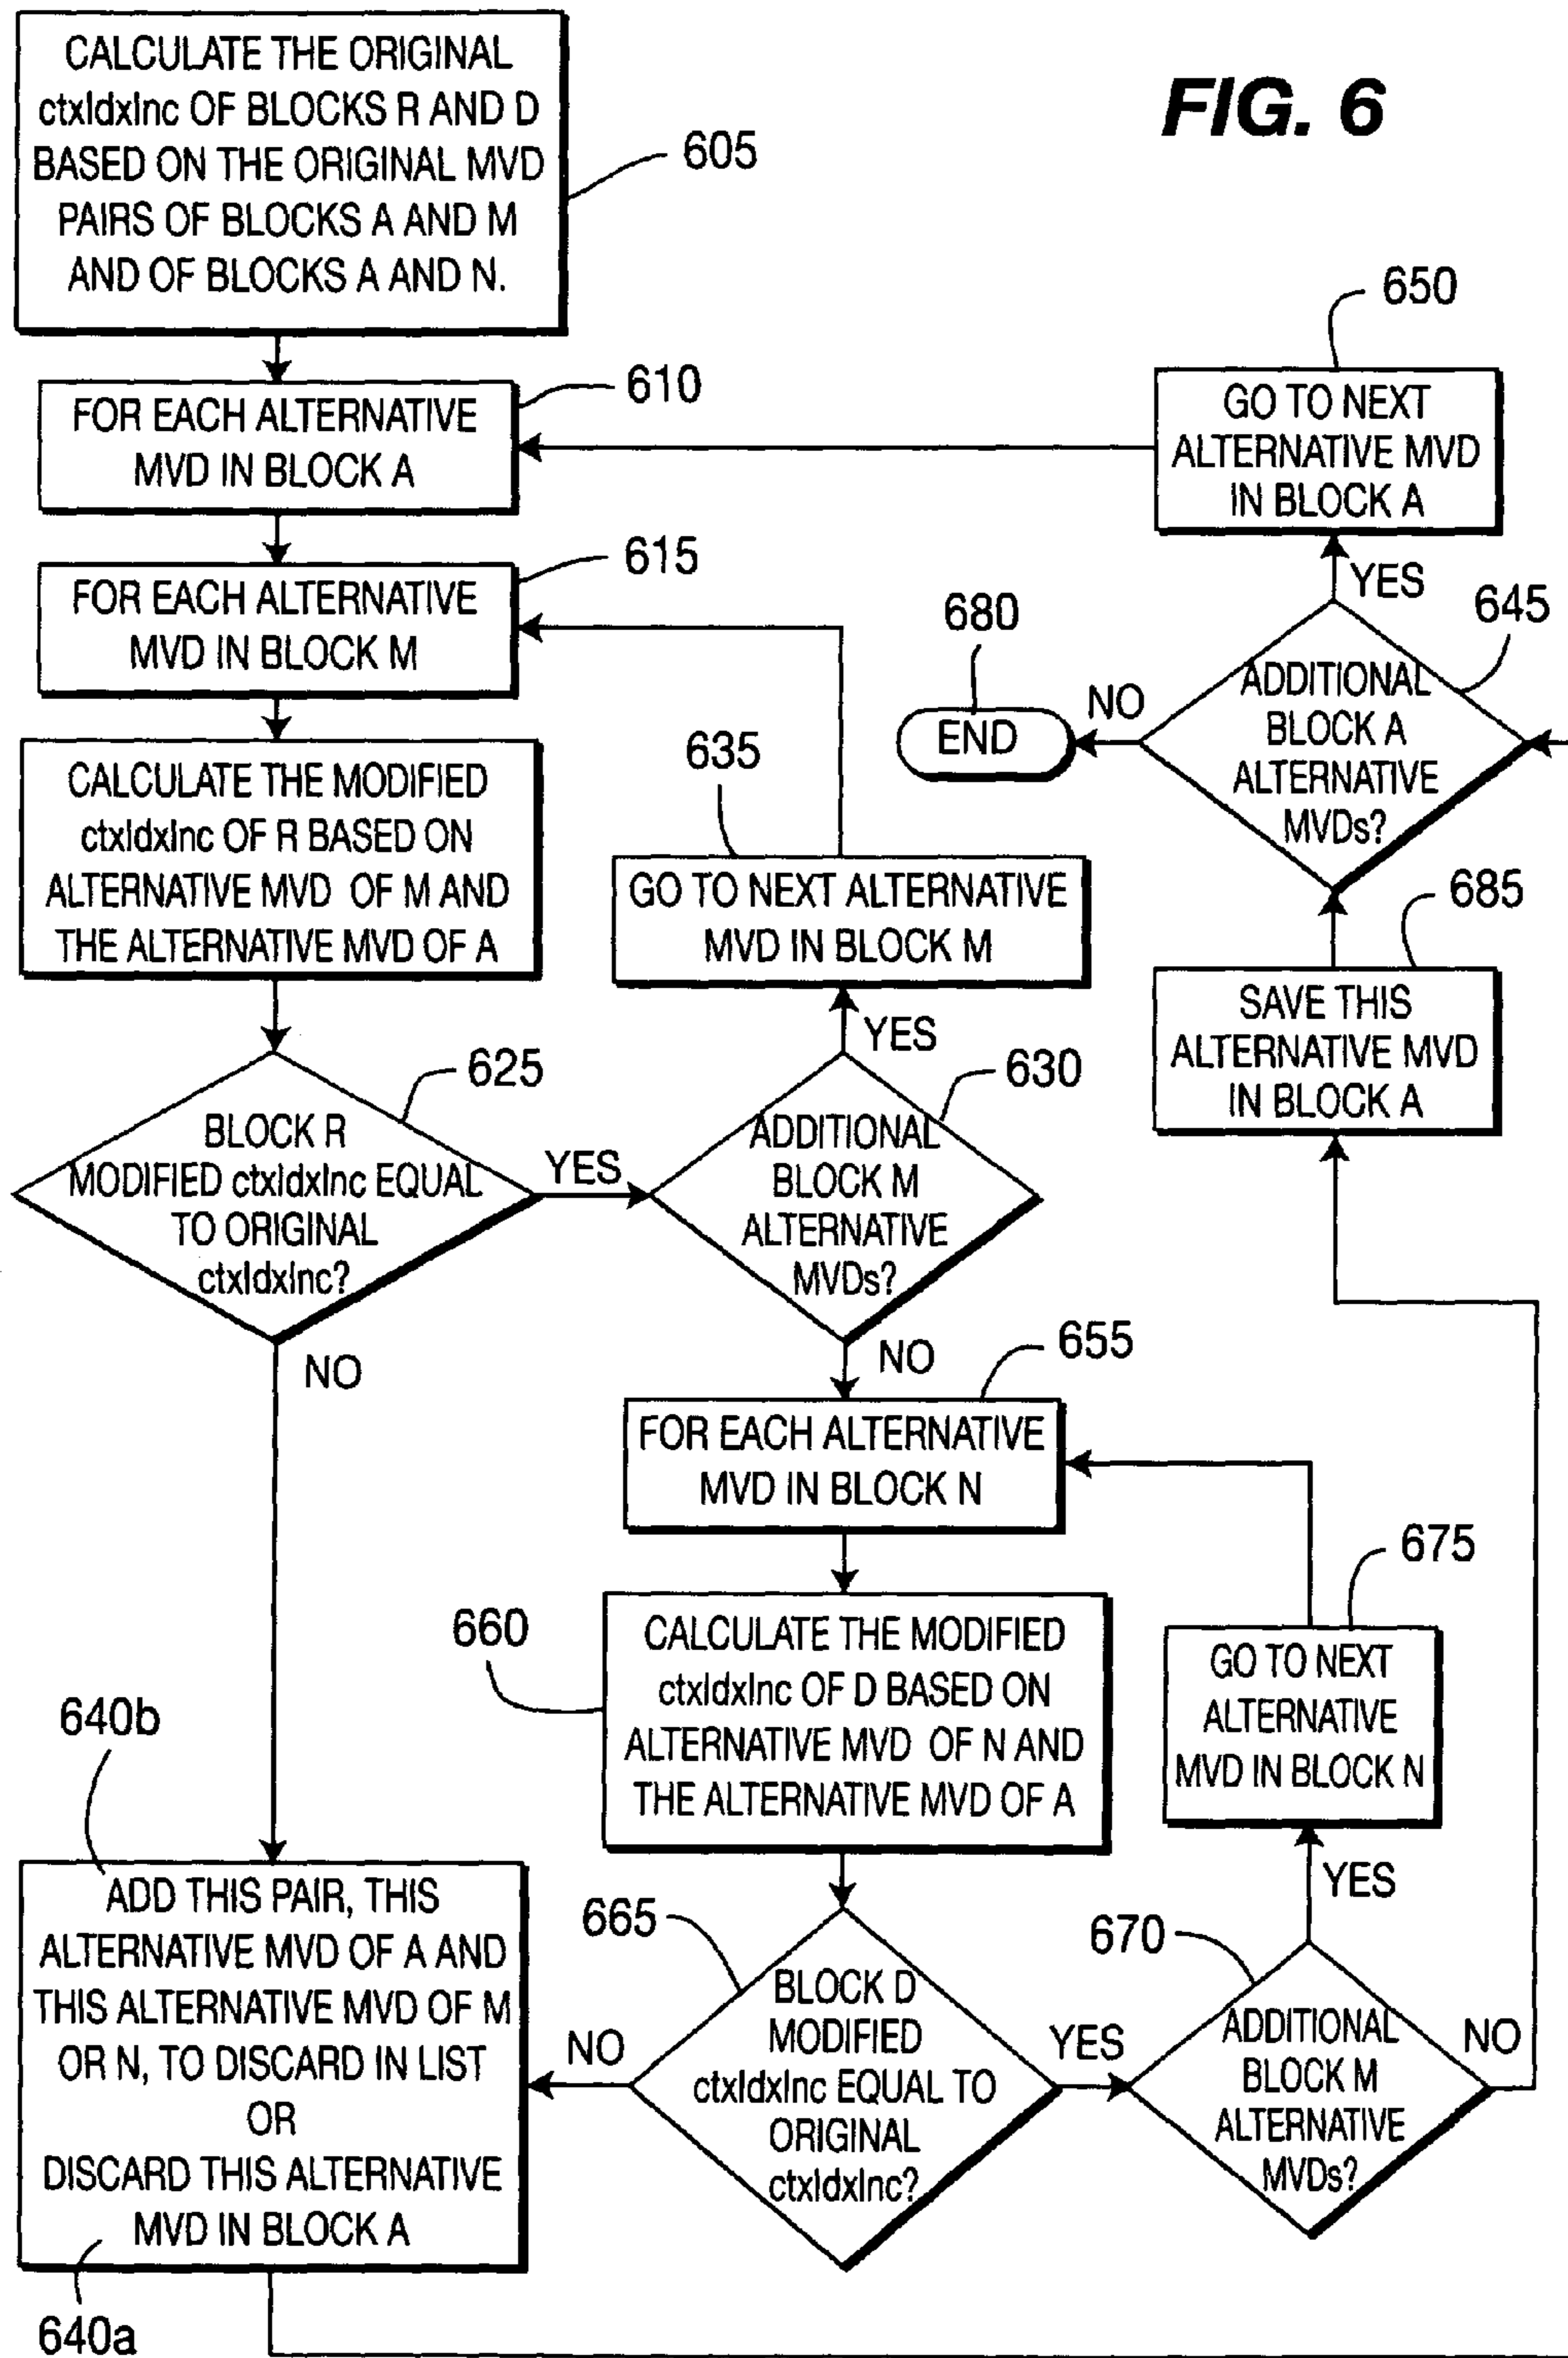 FIG. 6
CALCULATE THE ORIGINAL
ctxIdxInc OF BLOCKS R AND D
BASED ON THE ORIGINAL MVD
PAIRS OF BLOCKS A AND M
AND OF BLOCKS A AND N.
605
FOR EACH ALTERNATIVE
MVD IN BLOCK A
610
FOR EACH ALTERNATIVE
MVD IN BLOCK M
615
CALCULATE THE MODIFIED
ctxIdxInc OF R BASED ON
ALTERNATIVE MVD OF M AND
THE ALTERNATIVE MVD OF A
BLOCK R
MODIFIED ctxIdxInc EQUAL
TO ORIGINAL
ctxIdxInc?
625
YES
NO
ADDITIONAL
BLOCK M
ALTERNATIVE
MVDs?
630
YES
NO
GO TO NEXT ALTERNATIVE
MVD IN BLOCK M
635
650
GO TO NEXT
ALTERNATIVE MVD
IN BLOCK A
YES
645
ADDITIONAL
BLOCK A
ALTERNATIVE
MVDs?
NO
680
END
685
SAVE THIS
ALTERNATIVE MVD
IN BLOCK A
655
FOR EACH ALTERNATIVE
MVD IN BLOCK N
660
CALCULATE THE MODIFIED
ctxIdxInc OF D BASED ON
ALTERNATIVE MVD OF N AND
THE ALTERNATIVE MVD OF A
675
GO TO NEXT
ALTERNATIVE
MVD IN BLOCK N
YES
665
BLOCK D
MODIFIED
ctxIdxInc EQUAL TO
ORIGINAL
ctxIdxInc?
NO
YES
670
ADDITIONAL
BLOCK M
ALTERNATIVE
MVDs?
NO
640b
ADD THIS PAIR, THIS
ALTERNATIVE MVD OF A AND
THIS ALTERNATIVE MVD OF M
OR N, TO DISCARD IN LIST
OR
DISCARD THIS ALTERNATIVE
MVD IN BLOCK A
640a